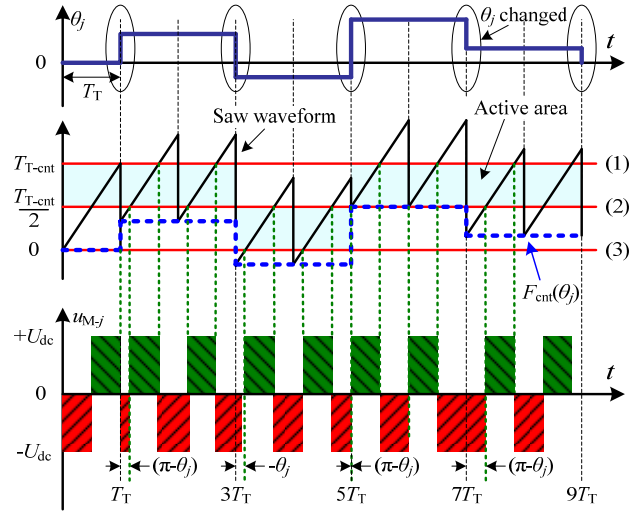 θj
θj changed
t
0
TT
Saw waveform
Active area
TT-cnt
(1)
TT-cnt
2
(2)
0
(3)
Fcnt(θj)
uM-j
+Udc
t
0
-Udc
(π-θj)
-θj
(π-θj)
(π-θj)
TT
3TT
5TT
7TT
9TT